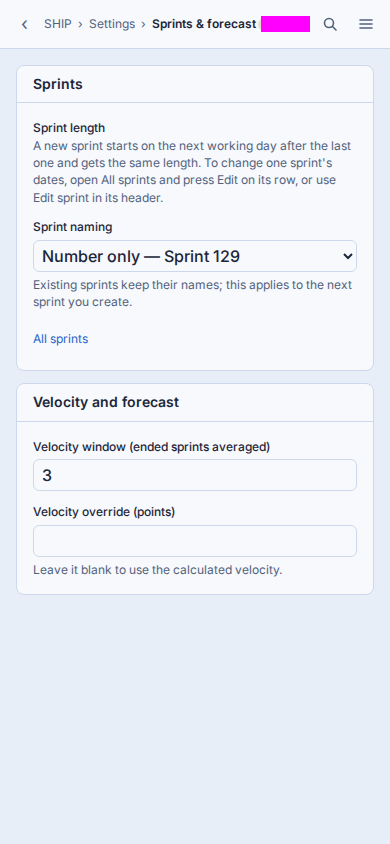 SHIP › Settings › Sprints & forecast
Sprints
Sprint length
A new sprint starts on the next working day after the last
one and gets the same length. To change one sprint's
dates, open All sprints and press Edit on its row, or use
Edit sprint in its header.
Sprint naming
Number only — Sprint 129
Existing sprints keep their names; this applies to the next
sprint you create.
All sprints
Velocity and forecast
Velocity window (ended sprints averaged)
3
Velocity override (points)
Leave it blank to use the calculated velocity.